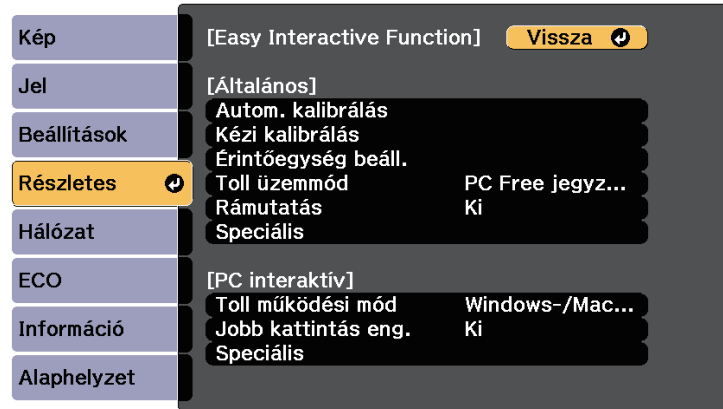 Kép
Jel
Beállítások
Részletes
Hálózat
ECO
Információ
Alaphelyzet
[Easy Interactive Function] Vissza
[Általános]
Autom. kalibrálás
Kézi kalibrálás
Érintőegység beáll.
Toll üzemmód PC Free jegyz...
Rámutatás Ki
Speciális
[PC interaktív]
Toll működési mód Windows-/Mac...
Jobb kattintás eng. Ki
Speciális